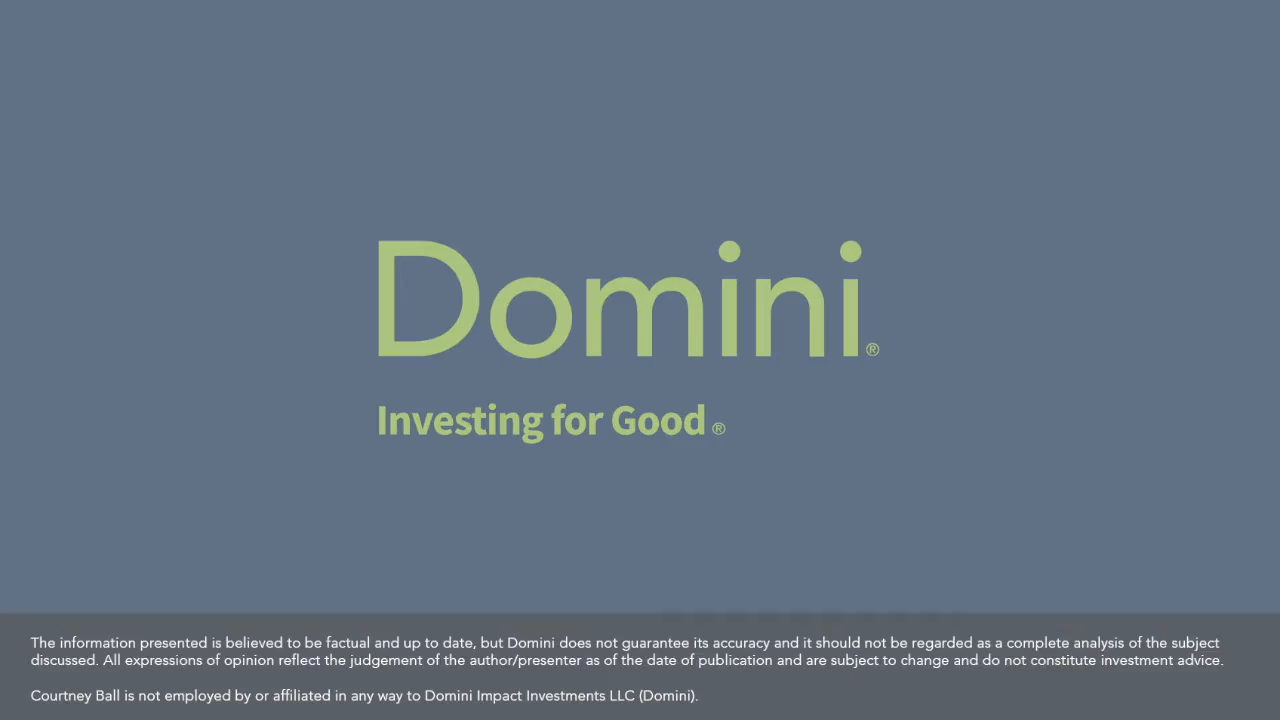 Domini®
Investing for Good®
The information presented is believed to be factual and up to date, but Domini does not guarantee its accuracy and it should not be regarded as a complete analysis of the subject
discussed. All expressions of opinion reflect the judgement of the author/presenter as of the date of publication and are subject to change and do not constitute investment advice.
Courtney Ball is not employed by or affiliated in any way to Domini Impact Investments LLC (Domini).